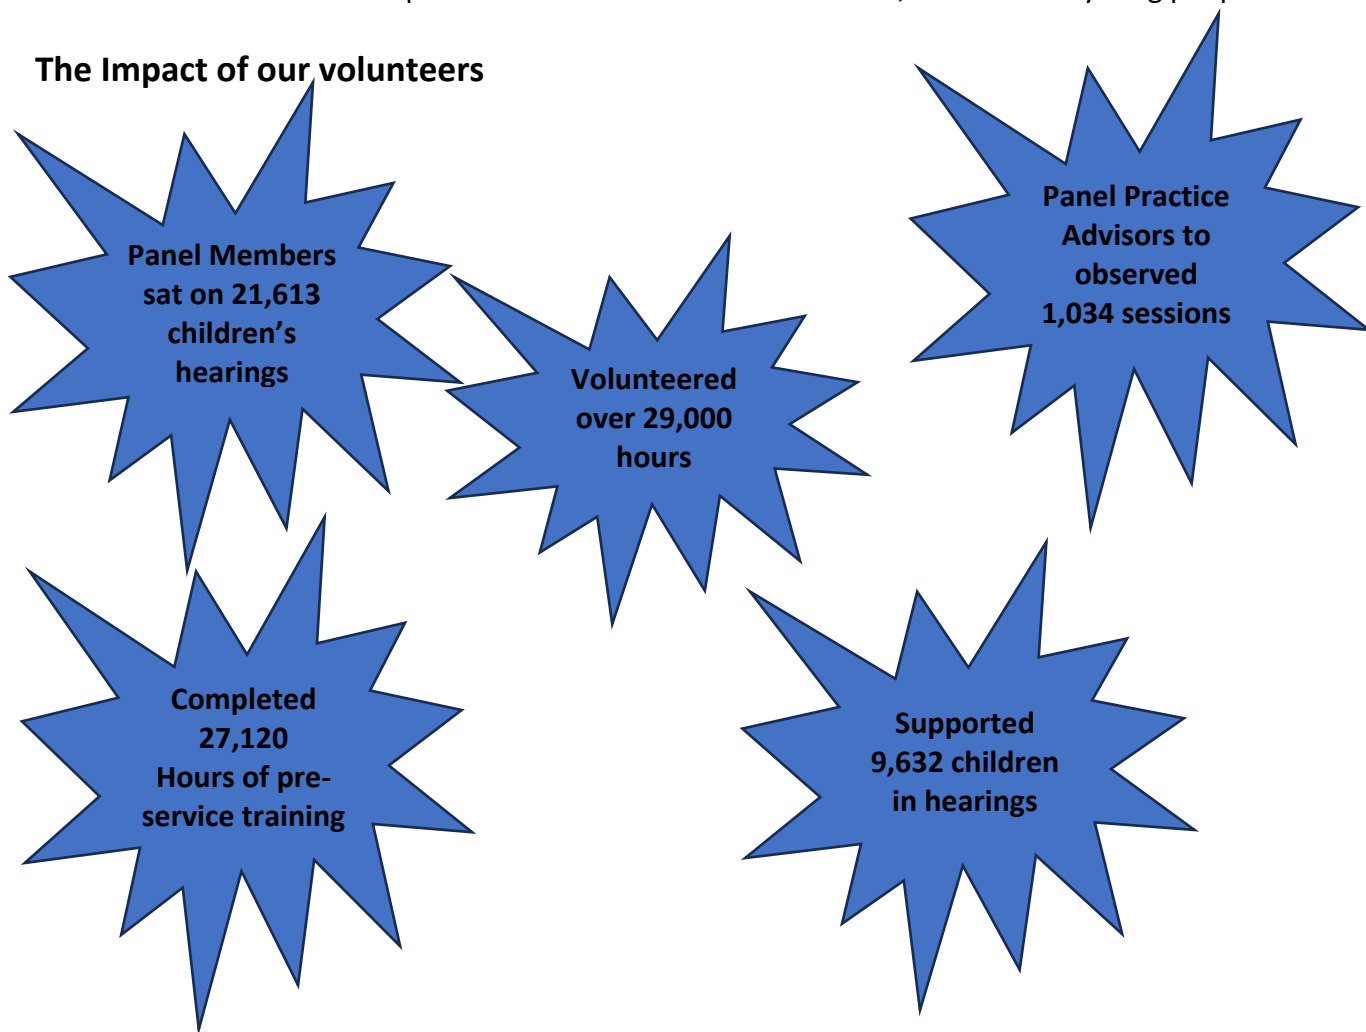 The Impact of our volunteers
Panel Members
sat on 21,613
children’s
hearings
Panel Practice
Advisors to
observed
1,034 sessions
Volunteered
over 29,000
hours
Completed
27,120
Hours of pre-
service training
Supported
9,632 children
in hearings